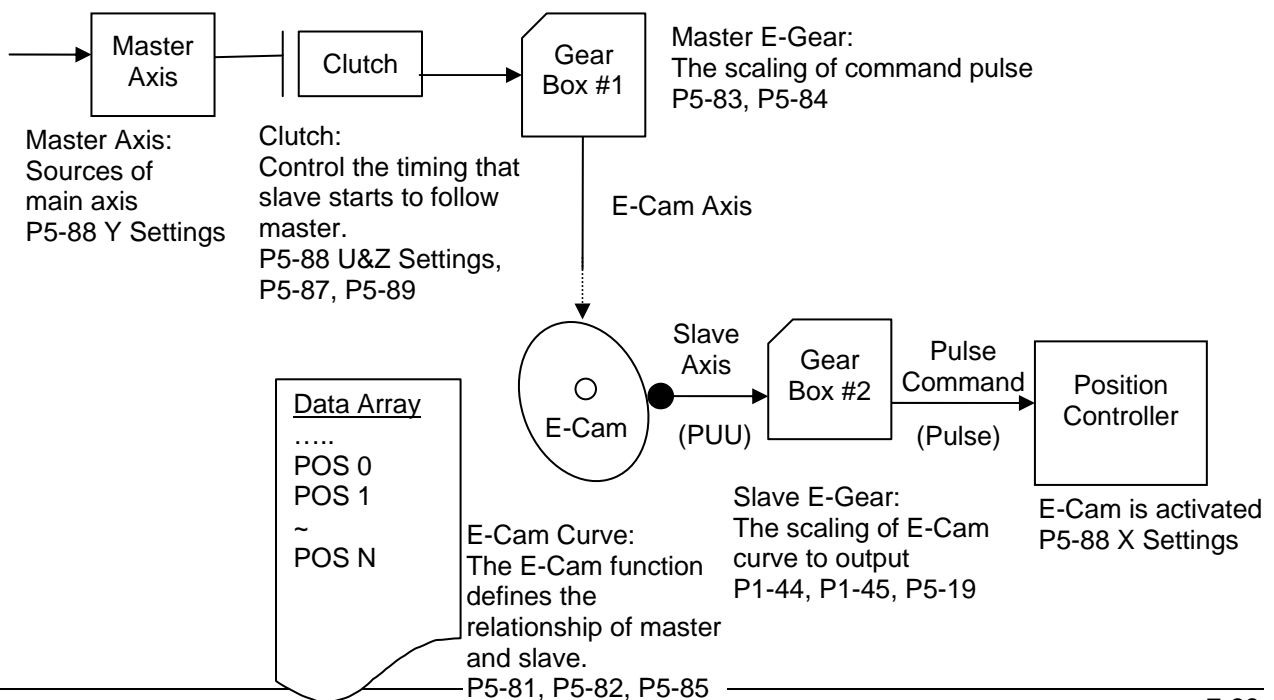 Master
Axis
Clutch
Gear
Box #1
Master E-Gear:
The scaling of command pulse
P5-83, P5-84
Master Axis:
Sources of
main axis
P5-88 Y Settings
Clutch:
Control the timing that
slave starts to follow
master.
P5-88 U&Z Settings,
P5-87, P5-89
E-Cam Axis
E-Cam
Slave
Axis
(PUU)
Gear
Box #2
Pulse
Command
(Pulse)
Position
Controller
Data Array
…..
POS 0
POS 1
~
POS N
E-Cam Curve:
The E-Cam function
defines the
relationship of master
and slave.
P5-81, P5-82, P5-85
Slave E-Gear:
The scaling of E-Cam
curve to output
P1-44, P1-45, P5-19
E-Cam is activated
P5-88 X Settings